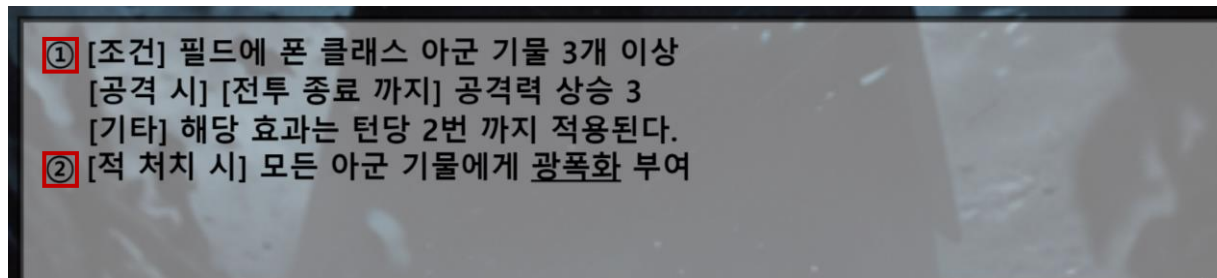 ① [조건] 필드에 폰 클래스 아군 기물 3개 이상
[공격 시] [전투 종료 까지] 공격력 상승 3
[기타] 해당 효과는 턴당 2번 까지 적용된다.
② [적 처치 시] 모든 아군 기물에게 광폭화 부여